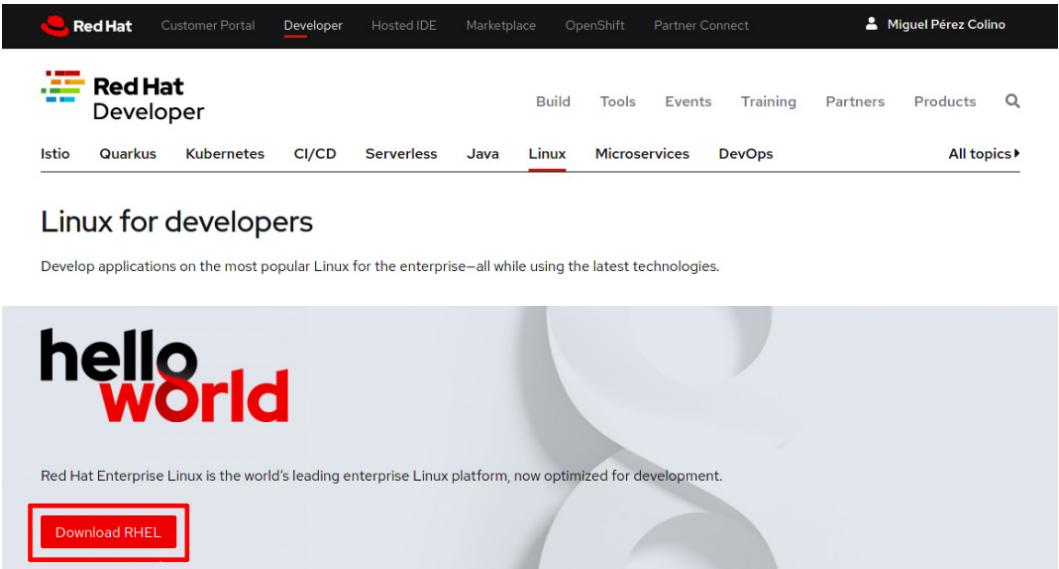 Red Hat Customer Portal Developer Hosted IDE Marketplace OpenShift Partner Connect Miguel Pérez Colino
Red Hat
Developer
Build Tools Events Training Partners Products
Istio Quarkus Kubernetes CI/CD Serverless Java Linux Microservices DevOps All topics
Linux for developers
Develop applications on the most popular Linux for the enterprise—all while using the latest technologies.
hello
world
Red Hat Enterprise Linux is the world's leading enterprise Linux platform, now optimized for development.
Download RHEL